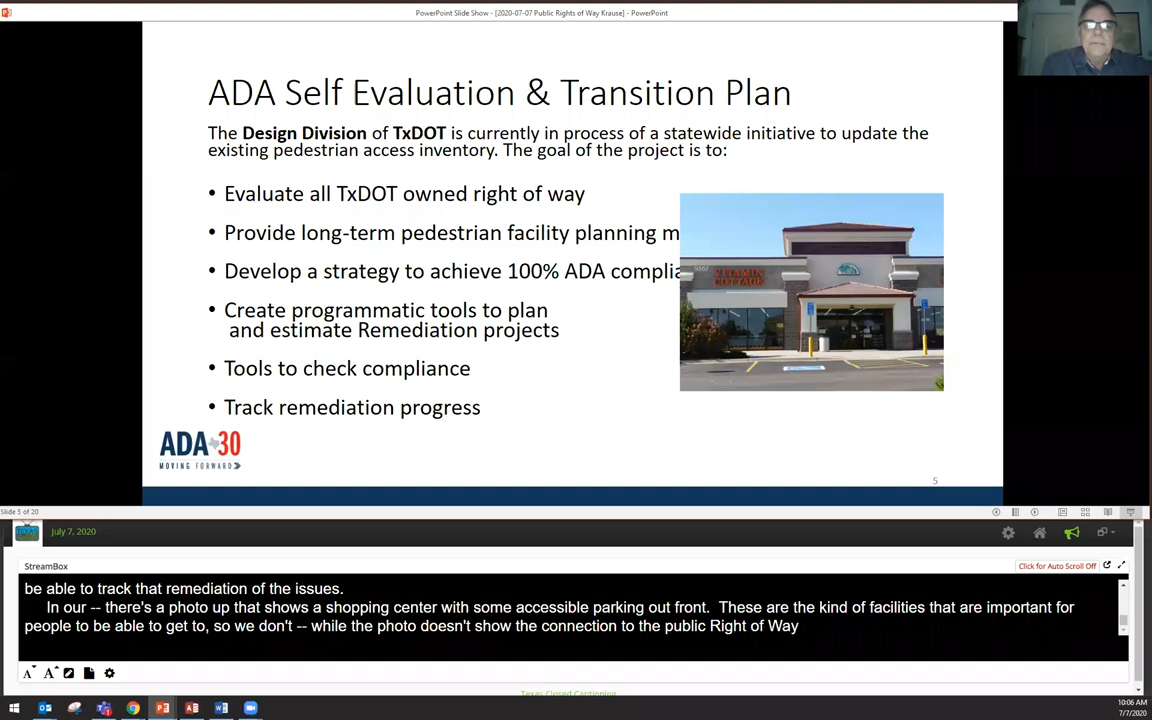 PowerPoint Slide Show - [2020-07-07 Public Rights of Way Krause] - PowerPoint
ADA Self Evaluation & Transition Plan
The Design Division of TxDOT is currently in process of a statewide initiative to update the
existing pedestrian access inventory. The goal of the project is to:
• Evaluate all TxDOT owned right of way
• Provide long-term pedestrian facility planning m
• Develop a strategy to achieve 100% ADA complia
• Create programmatic tools to plan
and estimate Remediation projects
• Tools to check compliance
• Track remediation progress
VITAMIN
COTTAGE
ADA 30
MOVING FORWARD
5
Slide 5 of 20
TEXAS
July 7, 2020
StreamBox
Click for Auto Scroll Off
be able to track that remediation of the issues.
In our -- there's a photo up that shows a shopping center with some accessible parking out front. These are the kind of facilities that are important for
people to be able to get to, so we don't -- while the photo doesn't show the connection to the public Right of Way
A A
Texas Closed Captioning
10:06 AM
7/7/2020